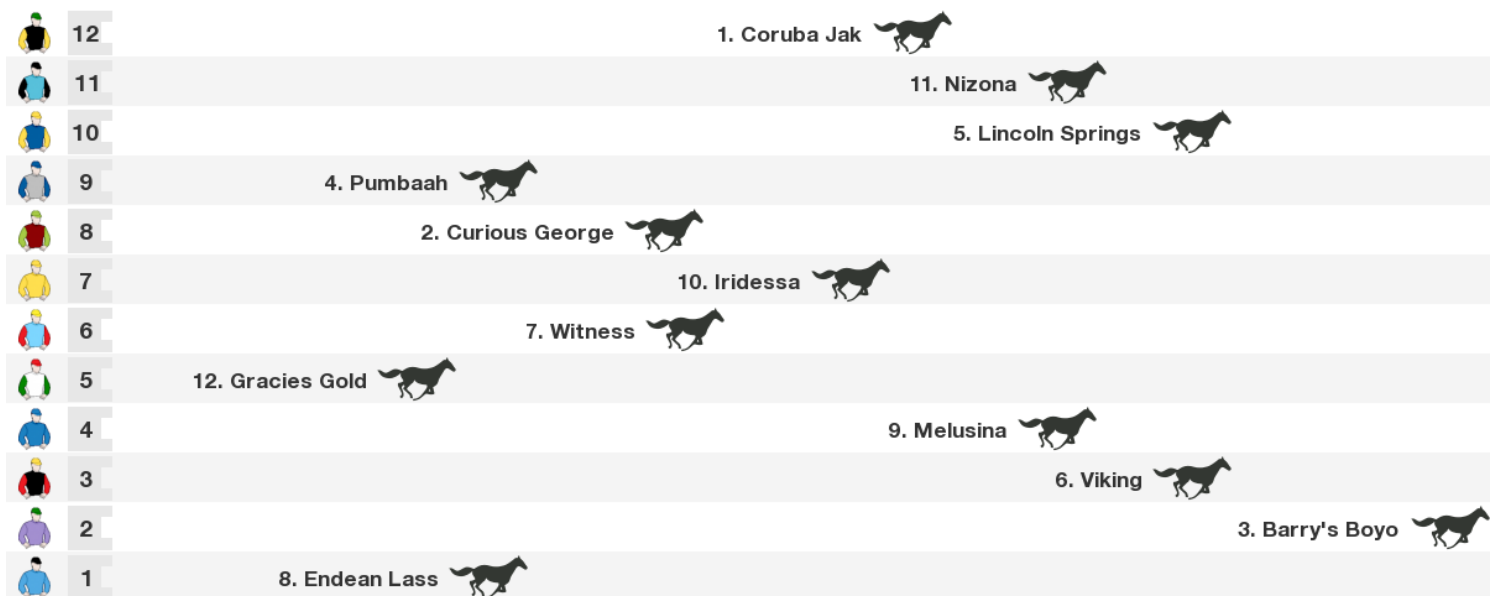 12 1. Coruba Jak
11 11. Nizona
10 5. Lincoln Springs
9 4. Pumbaah
8 2. Curious George
7 10. Iridessa
6 7. Witness
5 12. Gracies Gold
4 9. Melusina
3 6. Viking
2 3. Barry's Boyo
1 8. Endean Lass